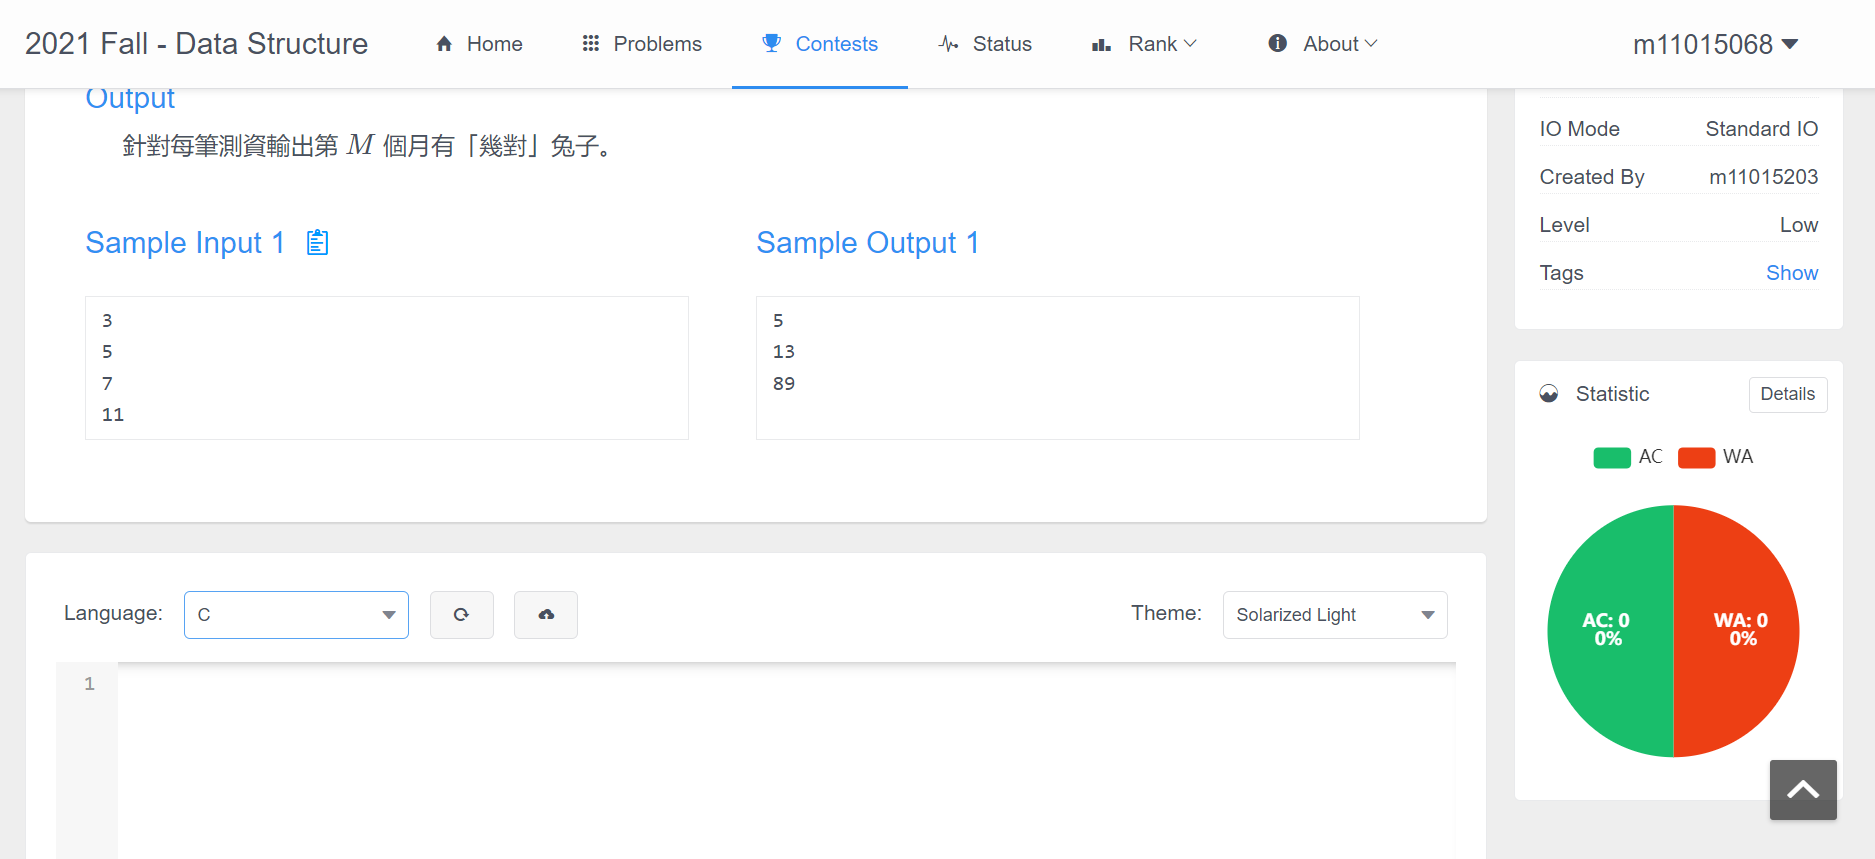 2021 Fall - Data Structure
Home
Problems
Contests
Status
Rank
About
m11015068
Output
針對每筆測資輸出第 M 個月有「幾對」兔子。
Sample Input 1
Sample Output 1
3
5
7
11
5
13
89
IO Mode Standard IO
Created By m11015203
Level Low
Tags Show
Statistic Details
AC WA
AC: 0
0%
WA: 0
0%
Language: C
Theme: Solarized Light
1